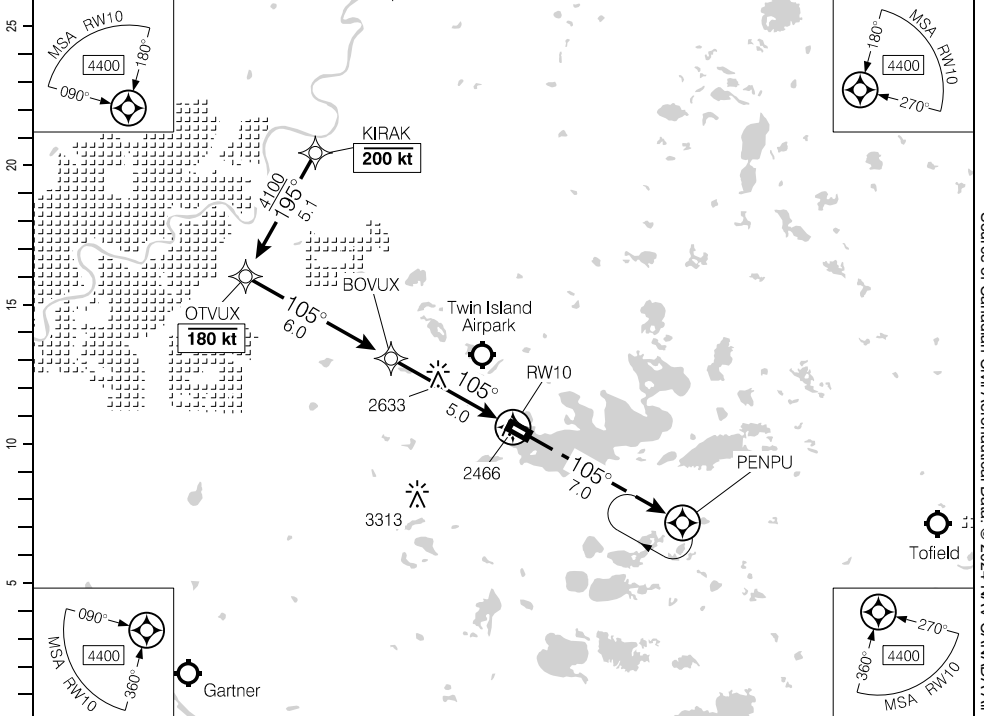 25
20
15
10
5
MSA RW10
4400
180°
090°
MSA RW10
4400
180°
270°
KIRAK
200 kt
4100
195°
5.1
OTVUX
180 kt
105°
6.0
BOVUX
Twin Island
Airpark
2633
105°
5.0
RW10
2466
105°
7.0
PENPU
3313
Tofield
090°
4400
360°
MSA RW10
Gartner
270°
4400
360°
MSA RW10